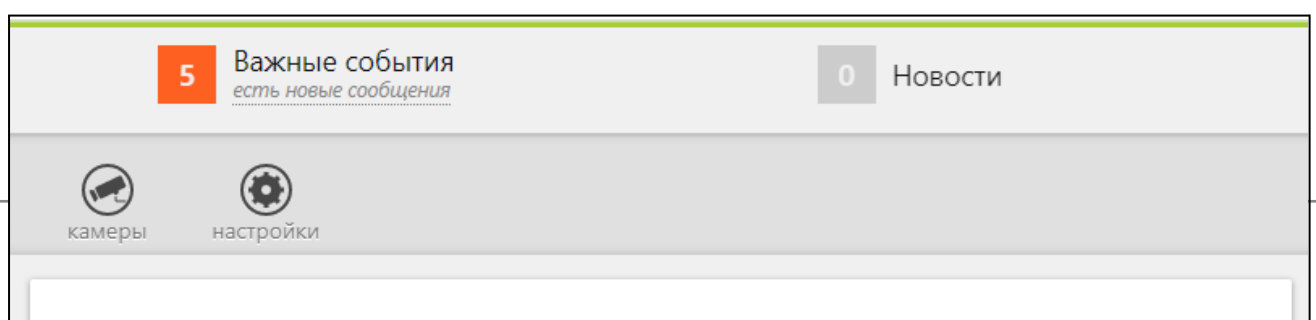 5
Важные события
есть новые сообщения
0
Новости
камеры
настройки